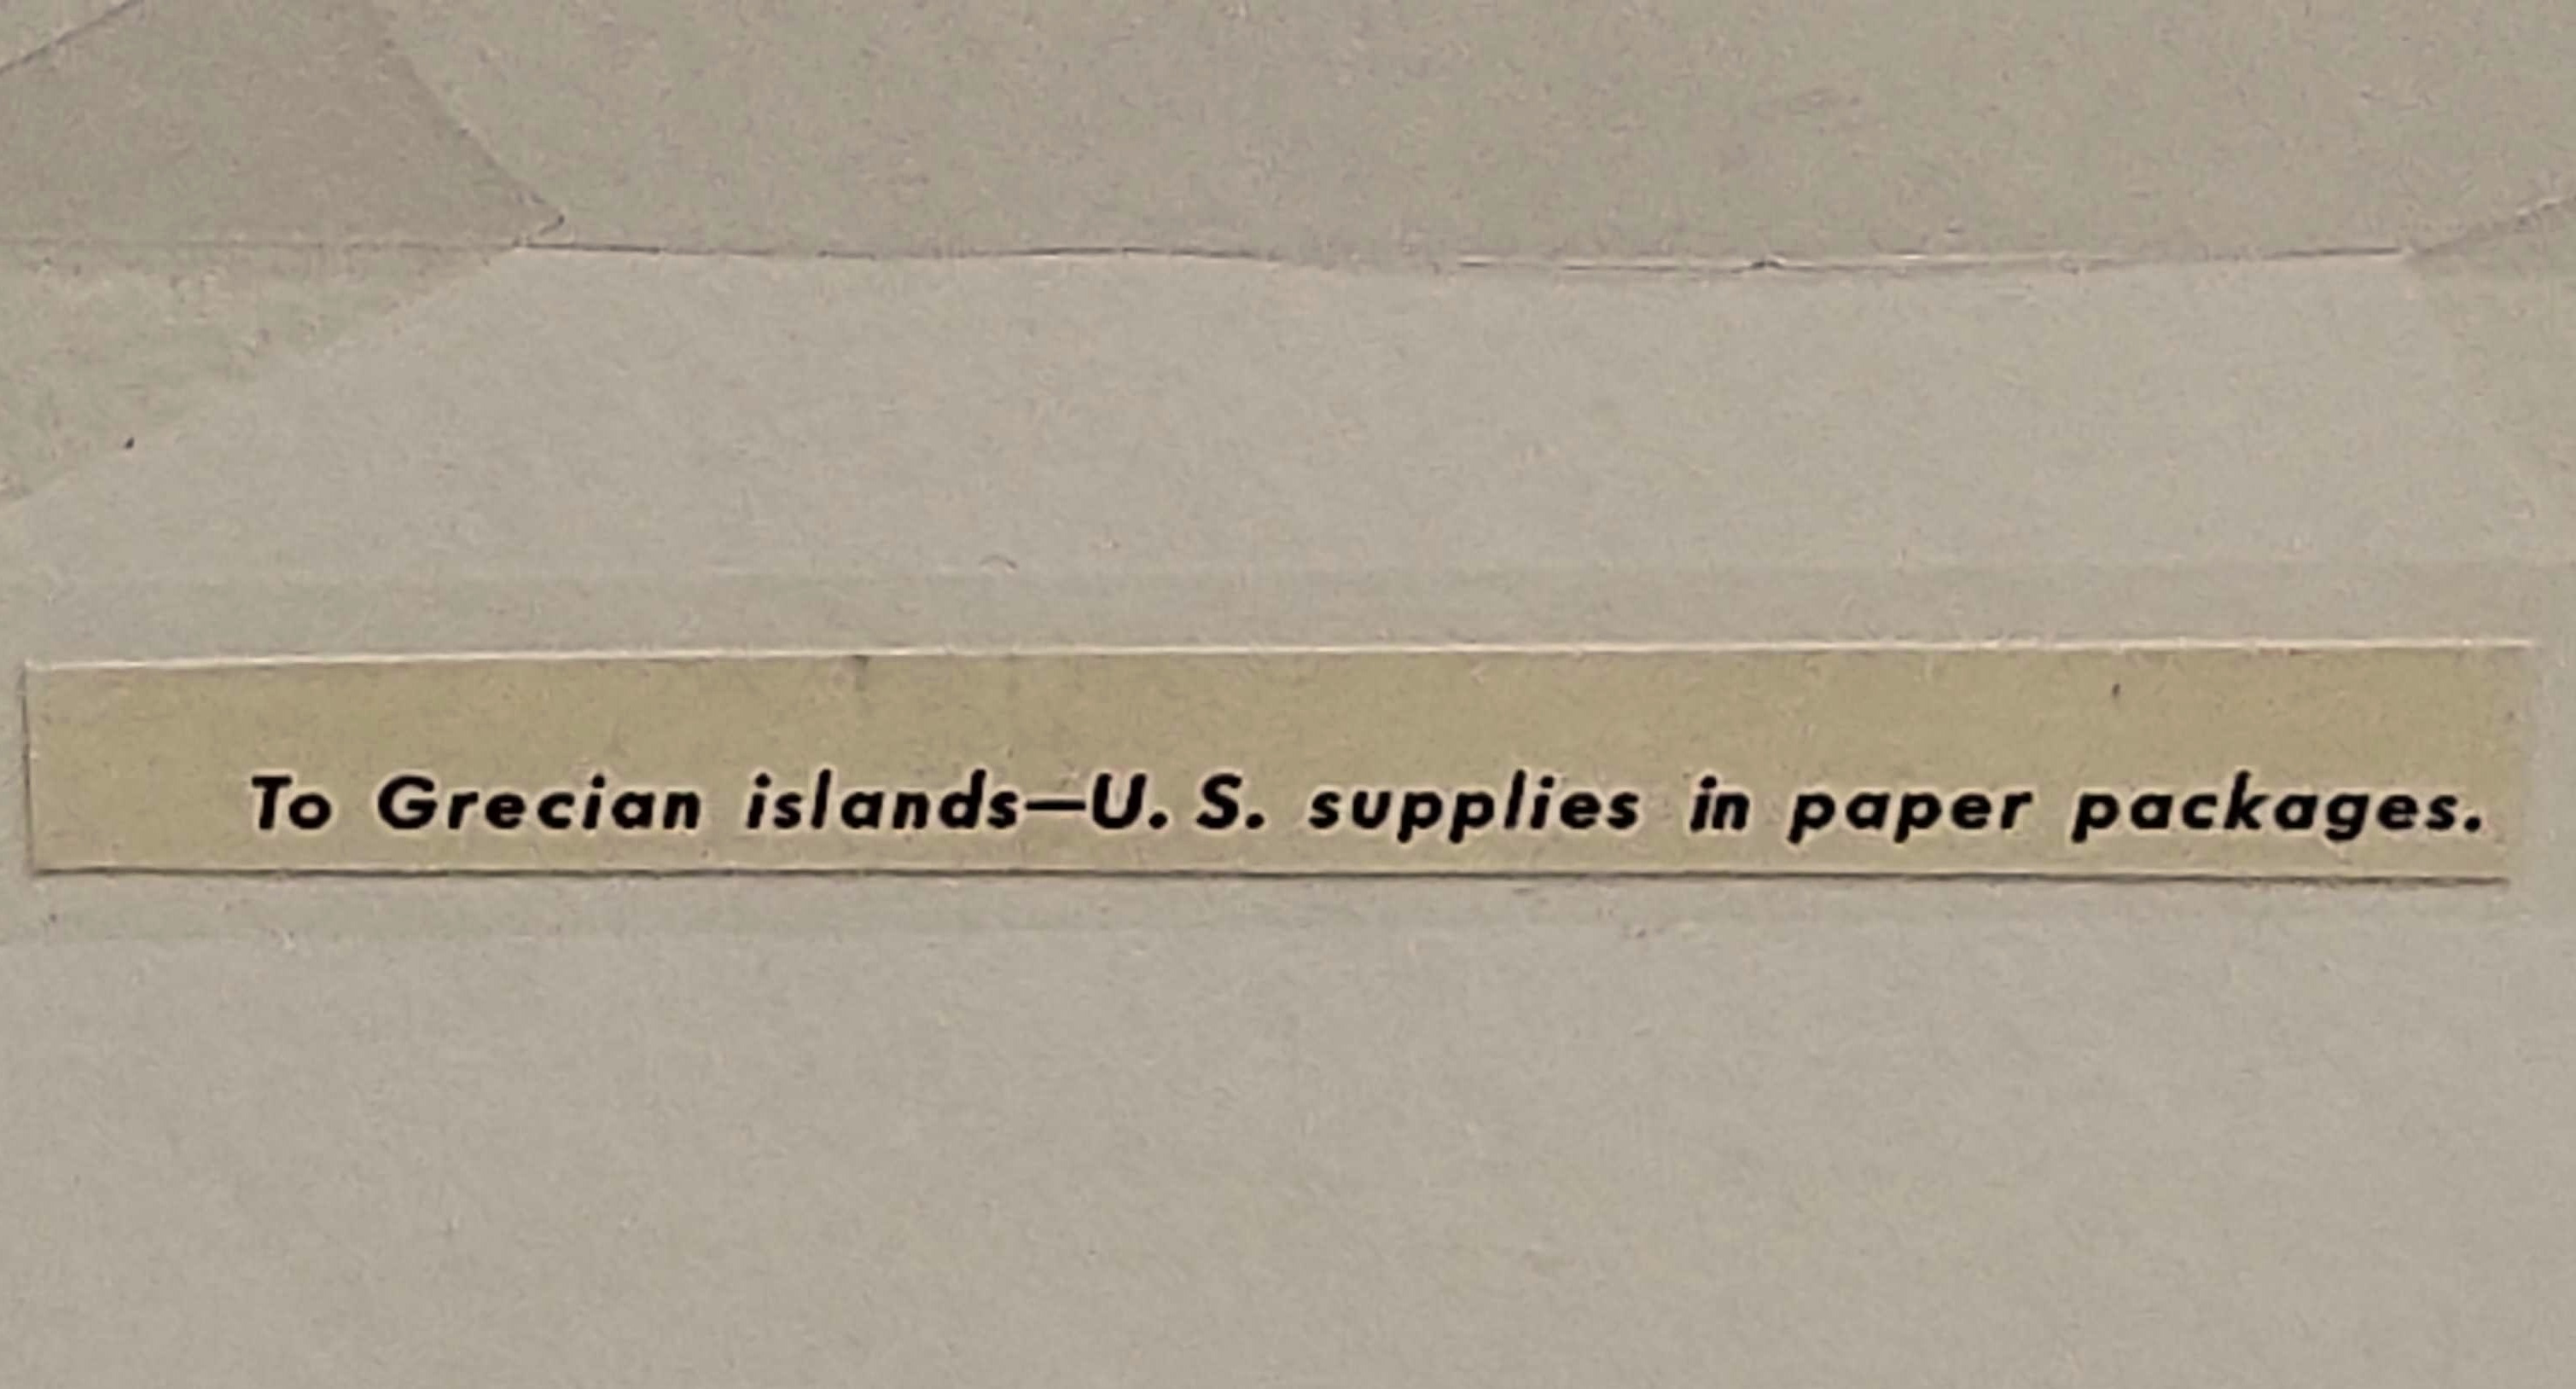 To Grecian islands—U. S. supplies in paper packages.